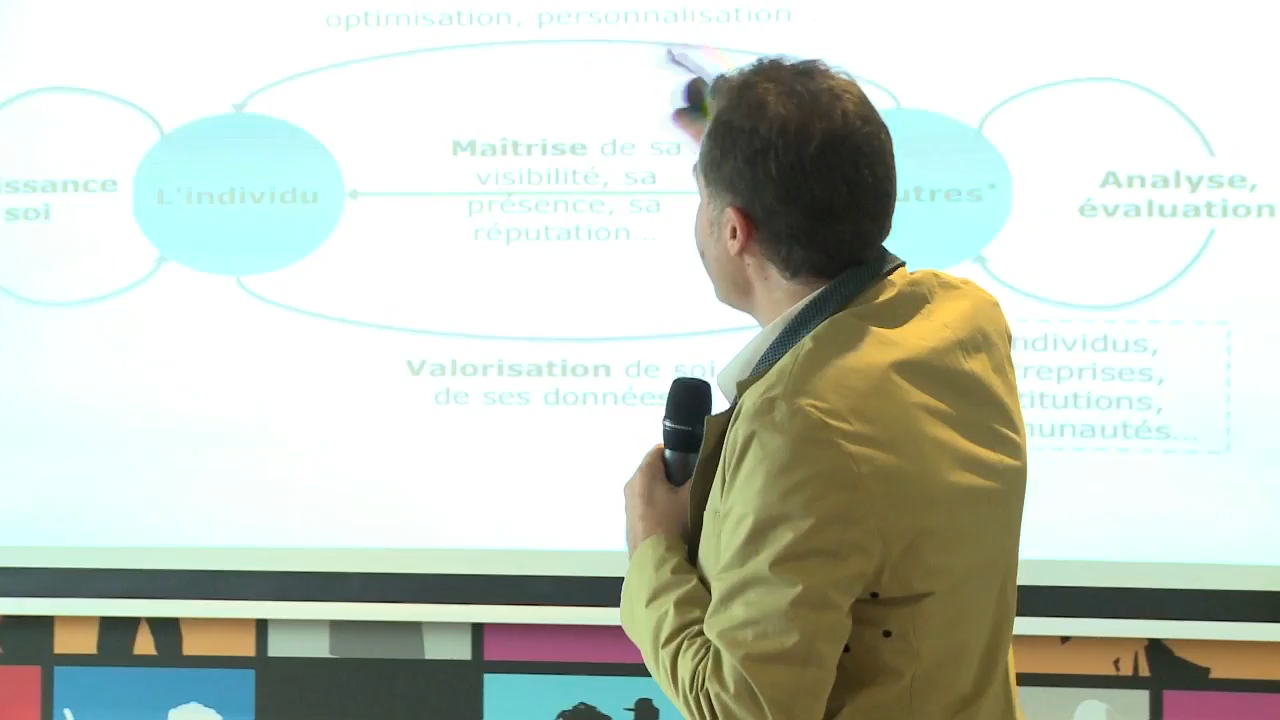 optimisation, personnalisation
issance
soi
L'individu
Maîtrise de sa
visibilité, sa
présence, sa
réputation...
utres*
Analyse,
évaluation
Valorisation de soi
de ses données
ndividus,
reprises,
titutions,
munautés...